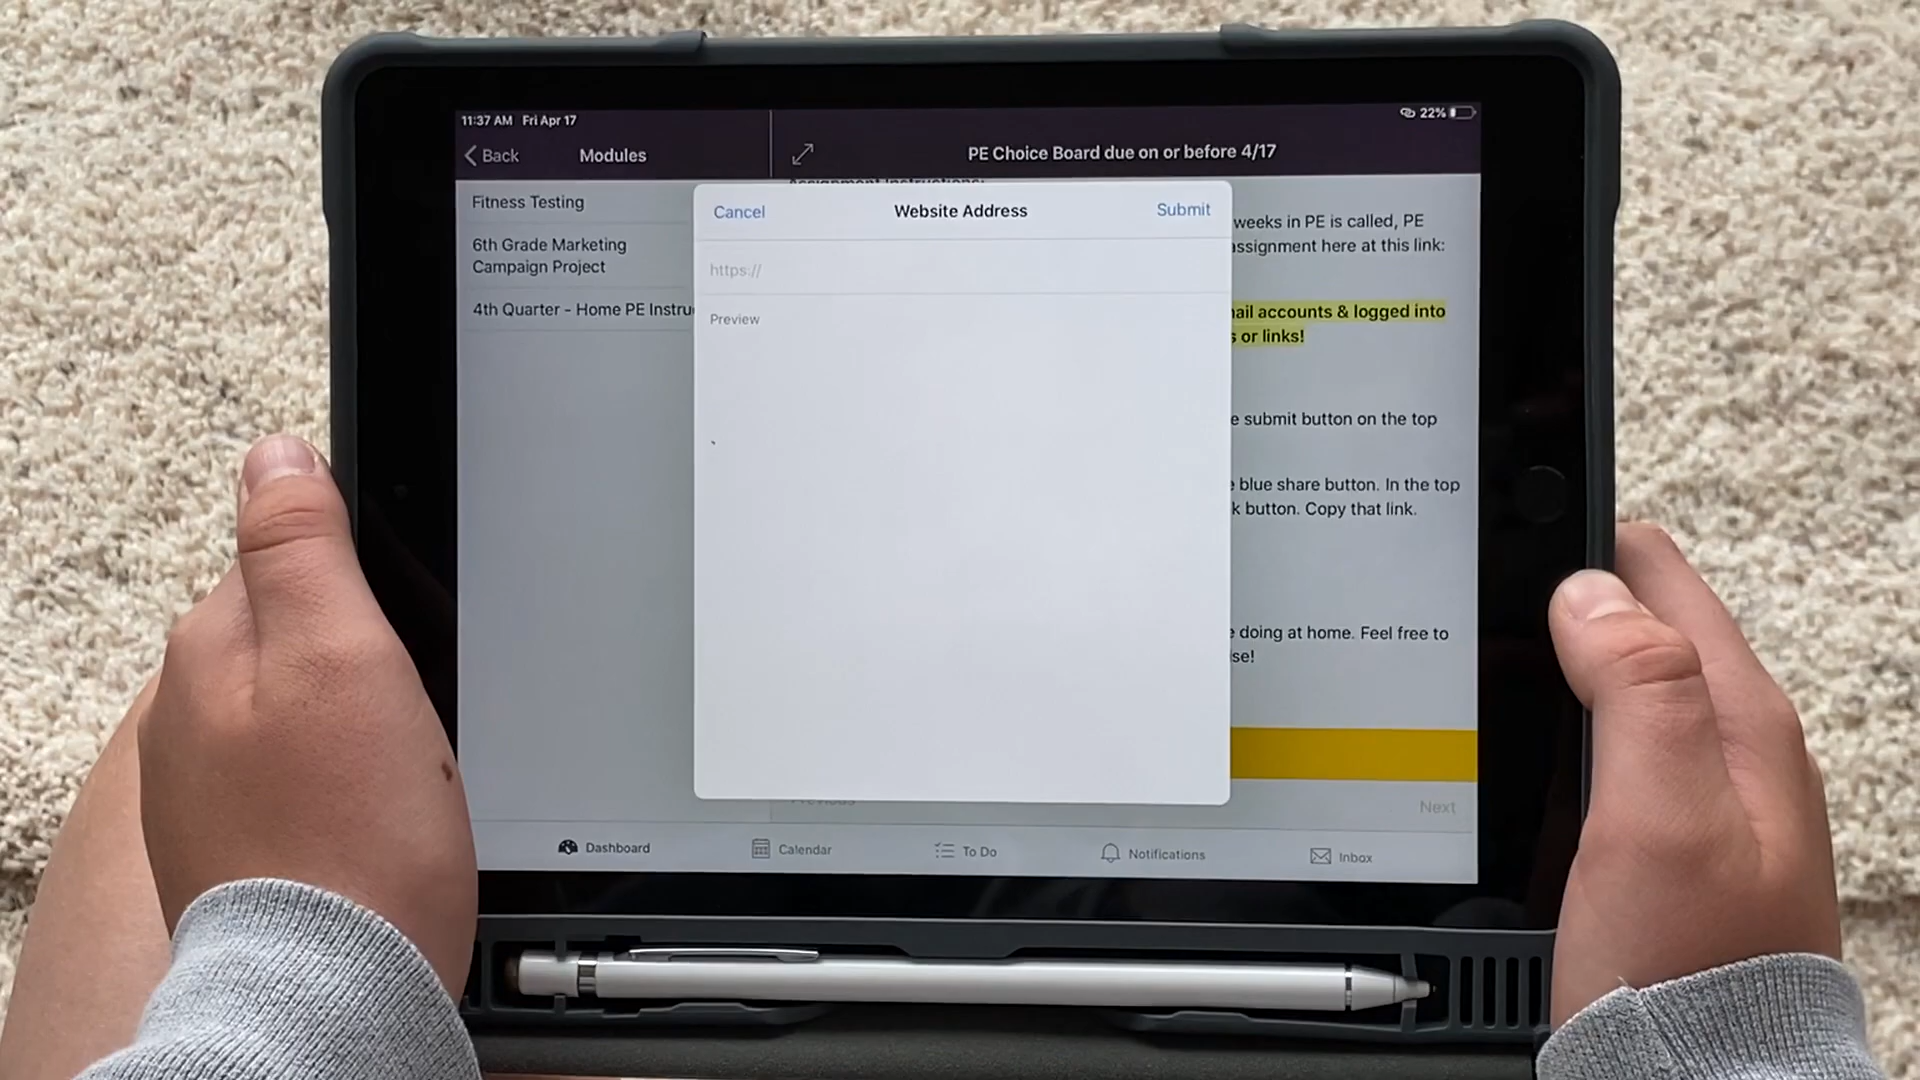 11:37 AM Fri Apr 17
22%
Back
Modules
PE Choice Board due on or before 4/17
Fitness Testing
6th Grade Marketing
Campaign Project
4th Quarter - Home PE Instru
Assignment Instructions:
Cancel
Website Address
Submit
https://
Preview
weeks in PE is called, PE
assignment here at this link:
ail accounts & logged into
s or links!
e submit button on the top
e blue share button. In the top
k button. Copy that link.
e doing at home. Feel free to
se!
Previous
Next
Dashboard
Calendar
To Do
Notifications
Inbox